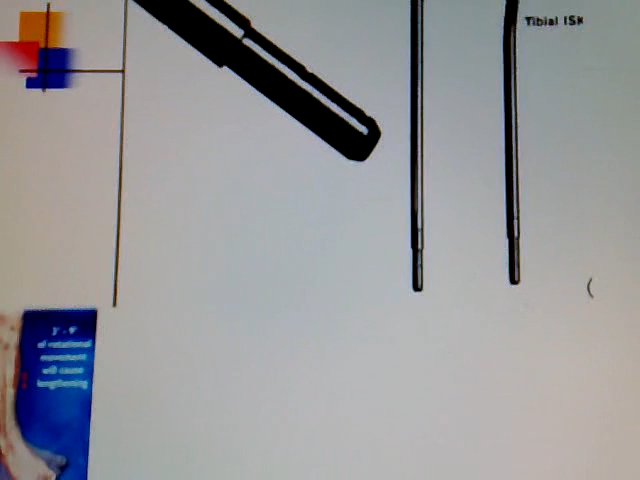 Tibial ISK
3° - 9°
of rotational
movement
will cause
lengthening
(